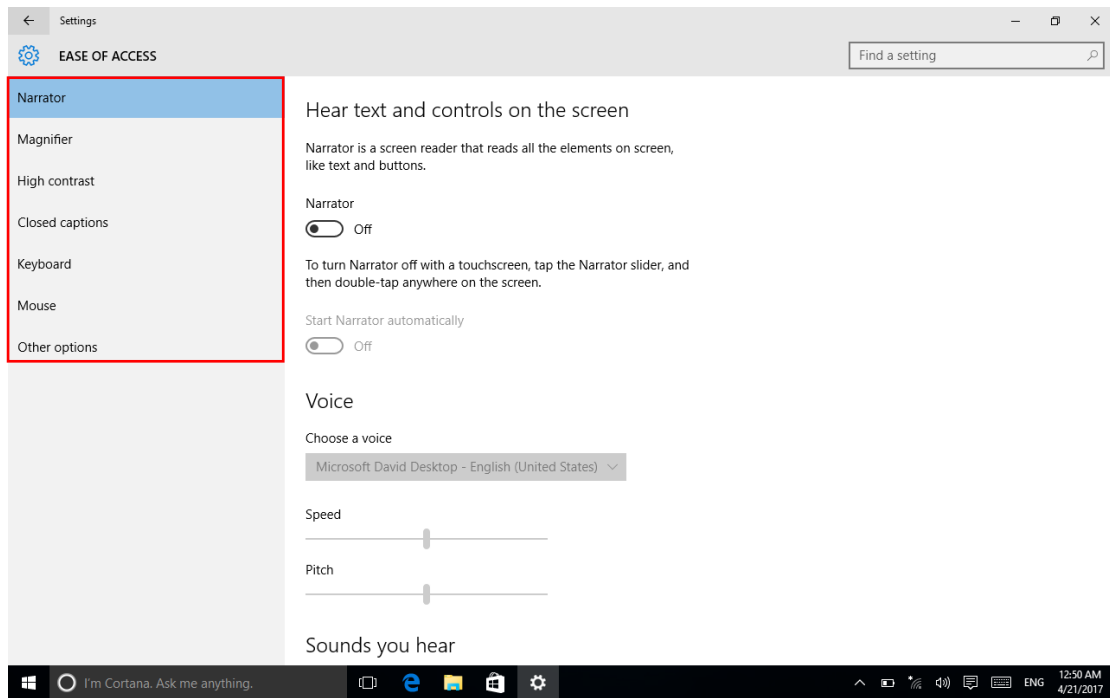 Settings
EASE OF ACCESS
Find a setting
Narrator
Magnifier
High contrast
Closed captions
Keyboard
Mouse
Other options
Hear text and controls on the screen
Narrator is a screen reader that reads all the elements on screen,
like text and buttons.
Narrator
Off
To turn Narrator off with a touchscreen, tap the Narrator slider, and
then double-tap anywhere on the screen.
Start Narrator automatically
Off
Voice
Choose a voice
Microsoft David Desktop - English (United States)
Speed
Pitch
Sounds you hear
I'm Cortana. Ask me anything.
ENG
12:50 AM
4/21/2017